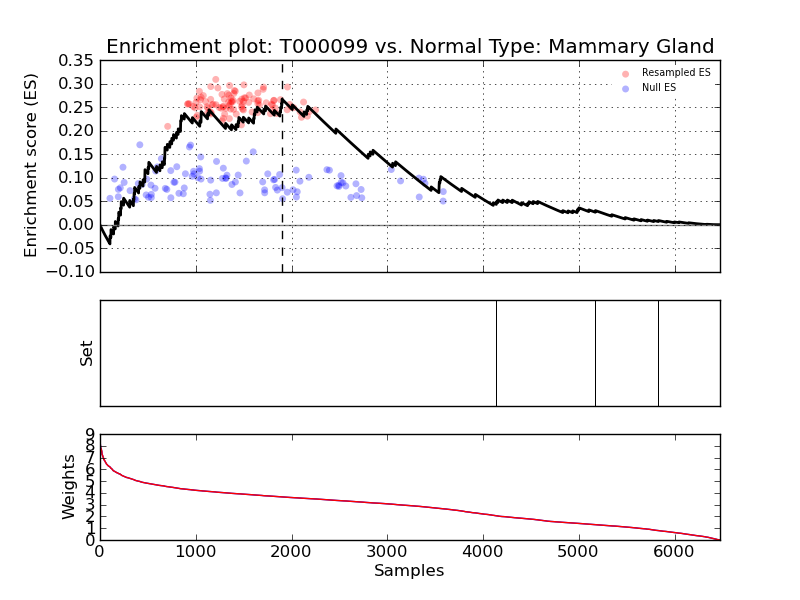 Enrichment plot: T000099 vs. Normal Type: Mammary Gland
Enrichment score (ES)
0.35
0.30
0.25
0.20
0.15
0.10
0.05
0.00
−0.05
−0.10
Resampled ES
Null ES
Set
Weights
9
8
7
6
5
4
3
2
1
0
0 1000 2000 3000 4000 5000 6000
Samples